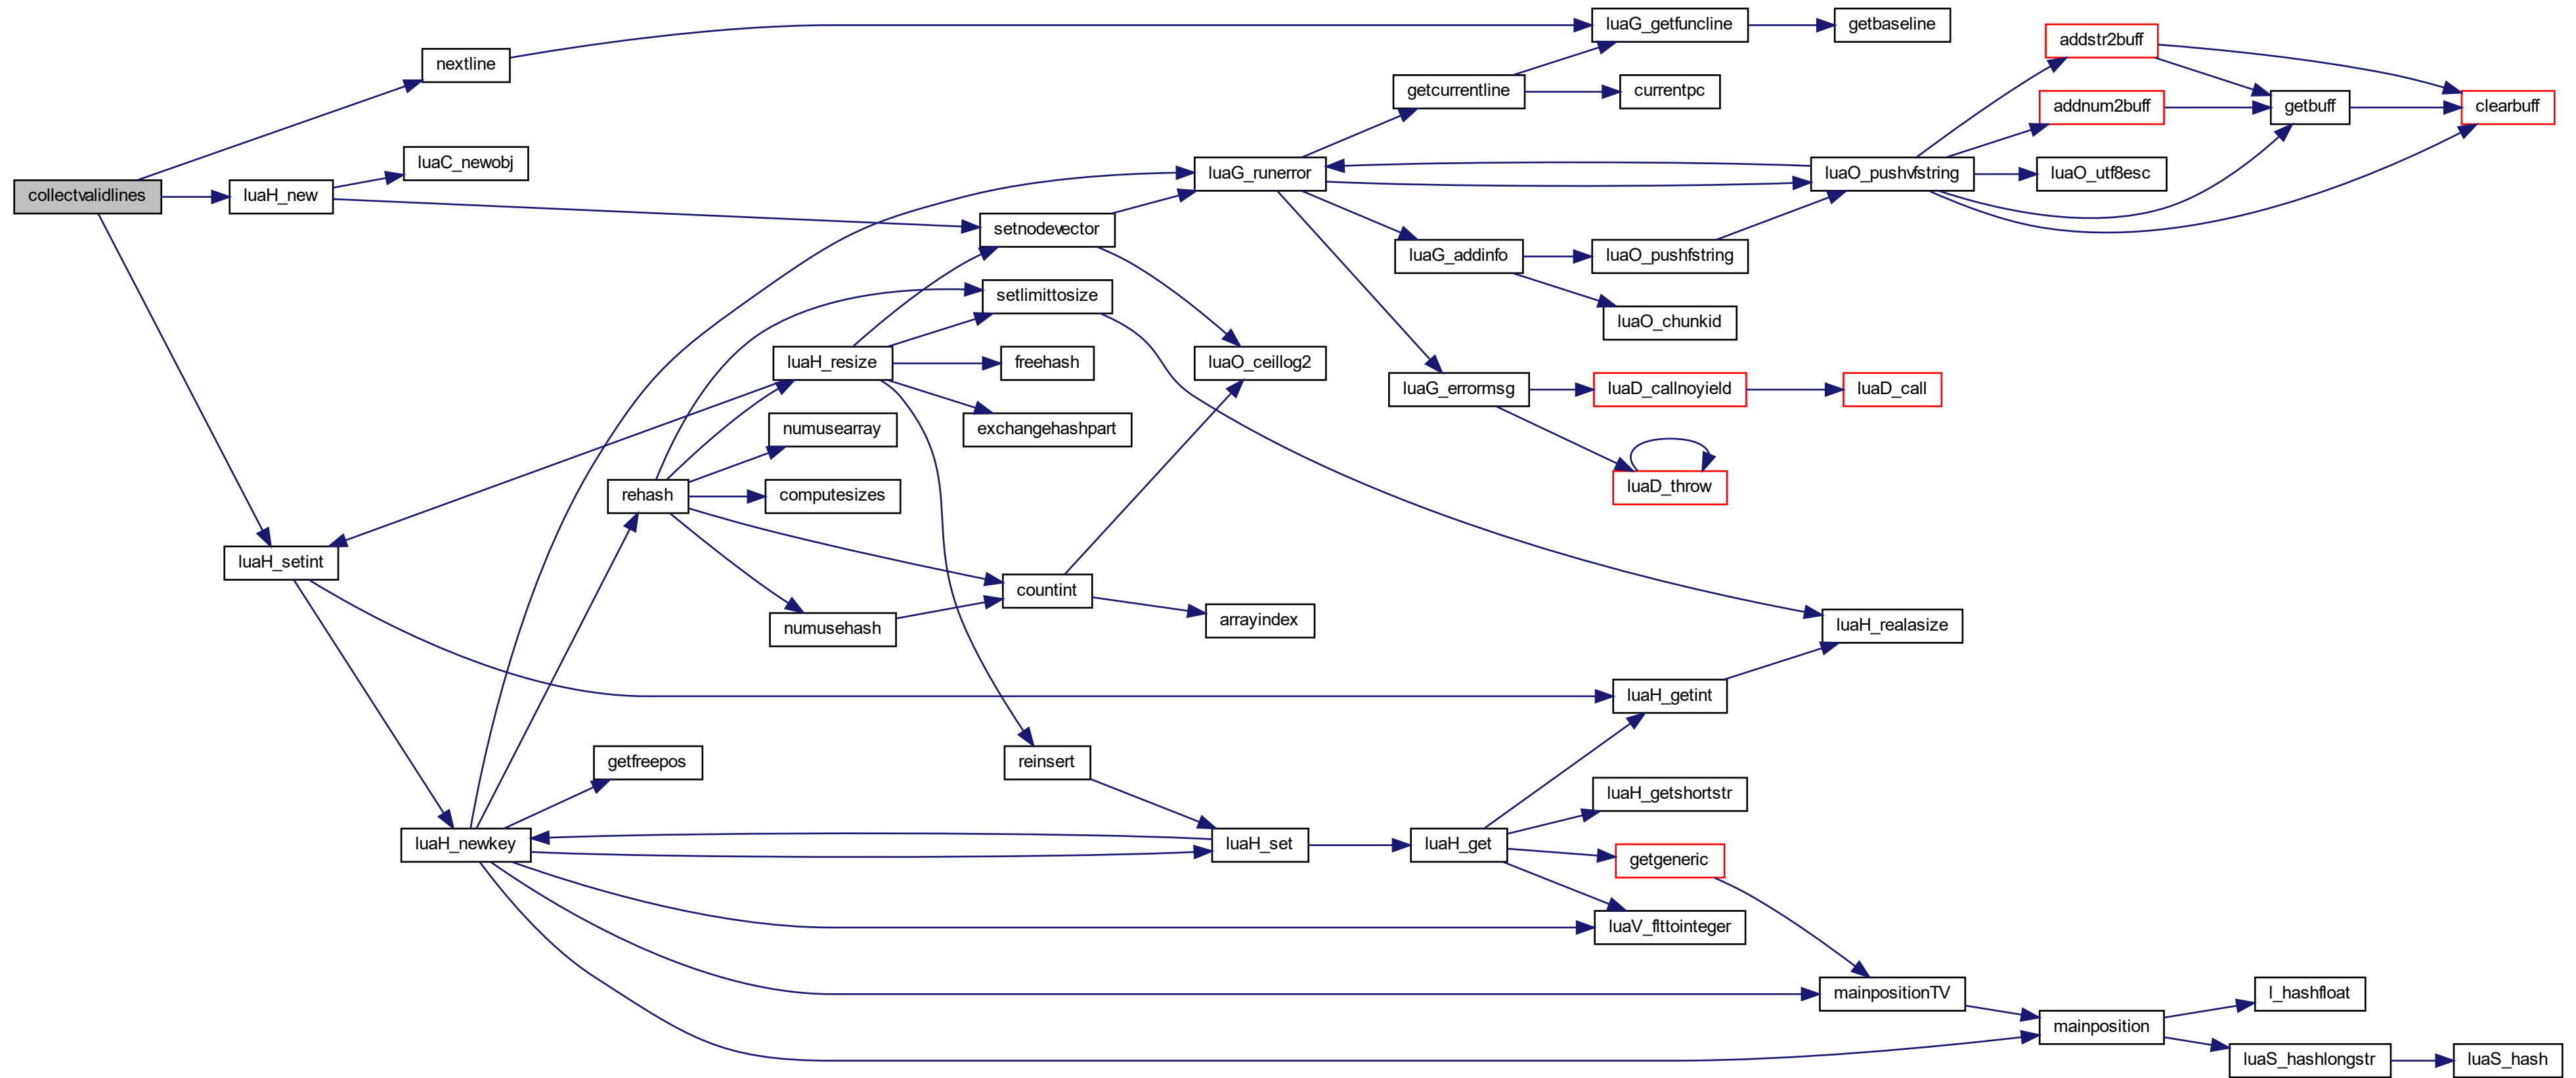 collectvalidlines
nextline
luaH_new
luaC_newobj
luaH_setint
luaH_newkey
getfreepos
rehash
luaH_resize
numusearray
computesizes
numusehash
setnodevector
setlimittosize
freehash
exchangehashpart
countint
reinsert
luaG_runerror
luaO_ceillog2
arrayindex
luaH_set
luaG_getfuncline
getcurrentline
luaG_addinfo
luaG_errormsg
luaH_get
getbaseline
currentpc
luaO_pushfstring
luaO_chunkid
luaD_callnoyield
luaD_throw
luaH_getint
luaH_getshortstr
getgeneric
luaV_flttointeger
luaO_pushvfstring
luaD_call
luaH_realasize
mainpositionTV
addstr2buff
addnum2buff
luaO_utf8esc
mainposition
getbuff
clearbuff
l_hashfloat
luaS_hashlongstr
luaS_hash